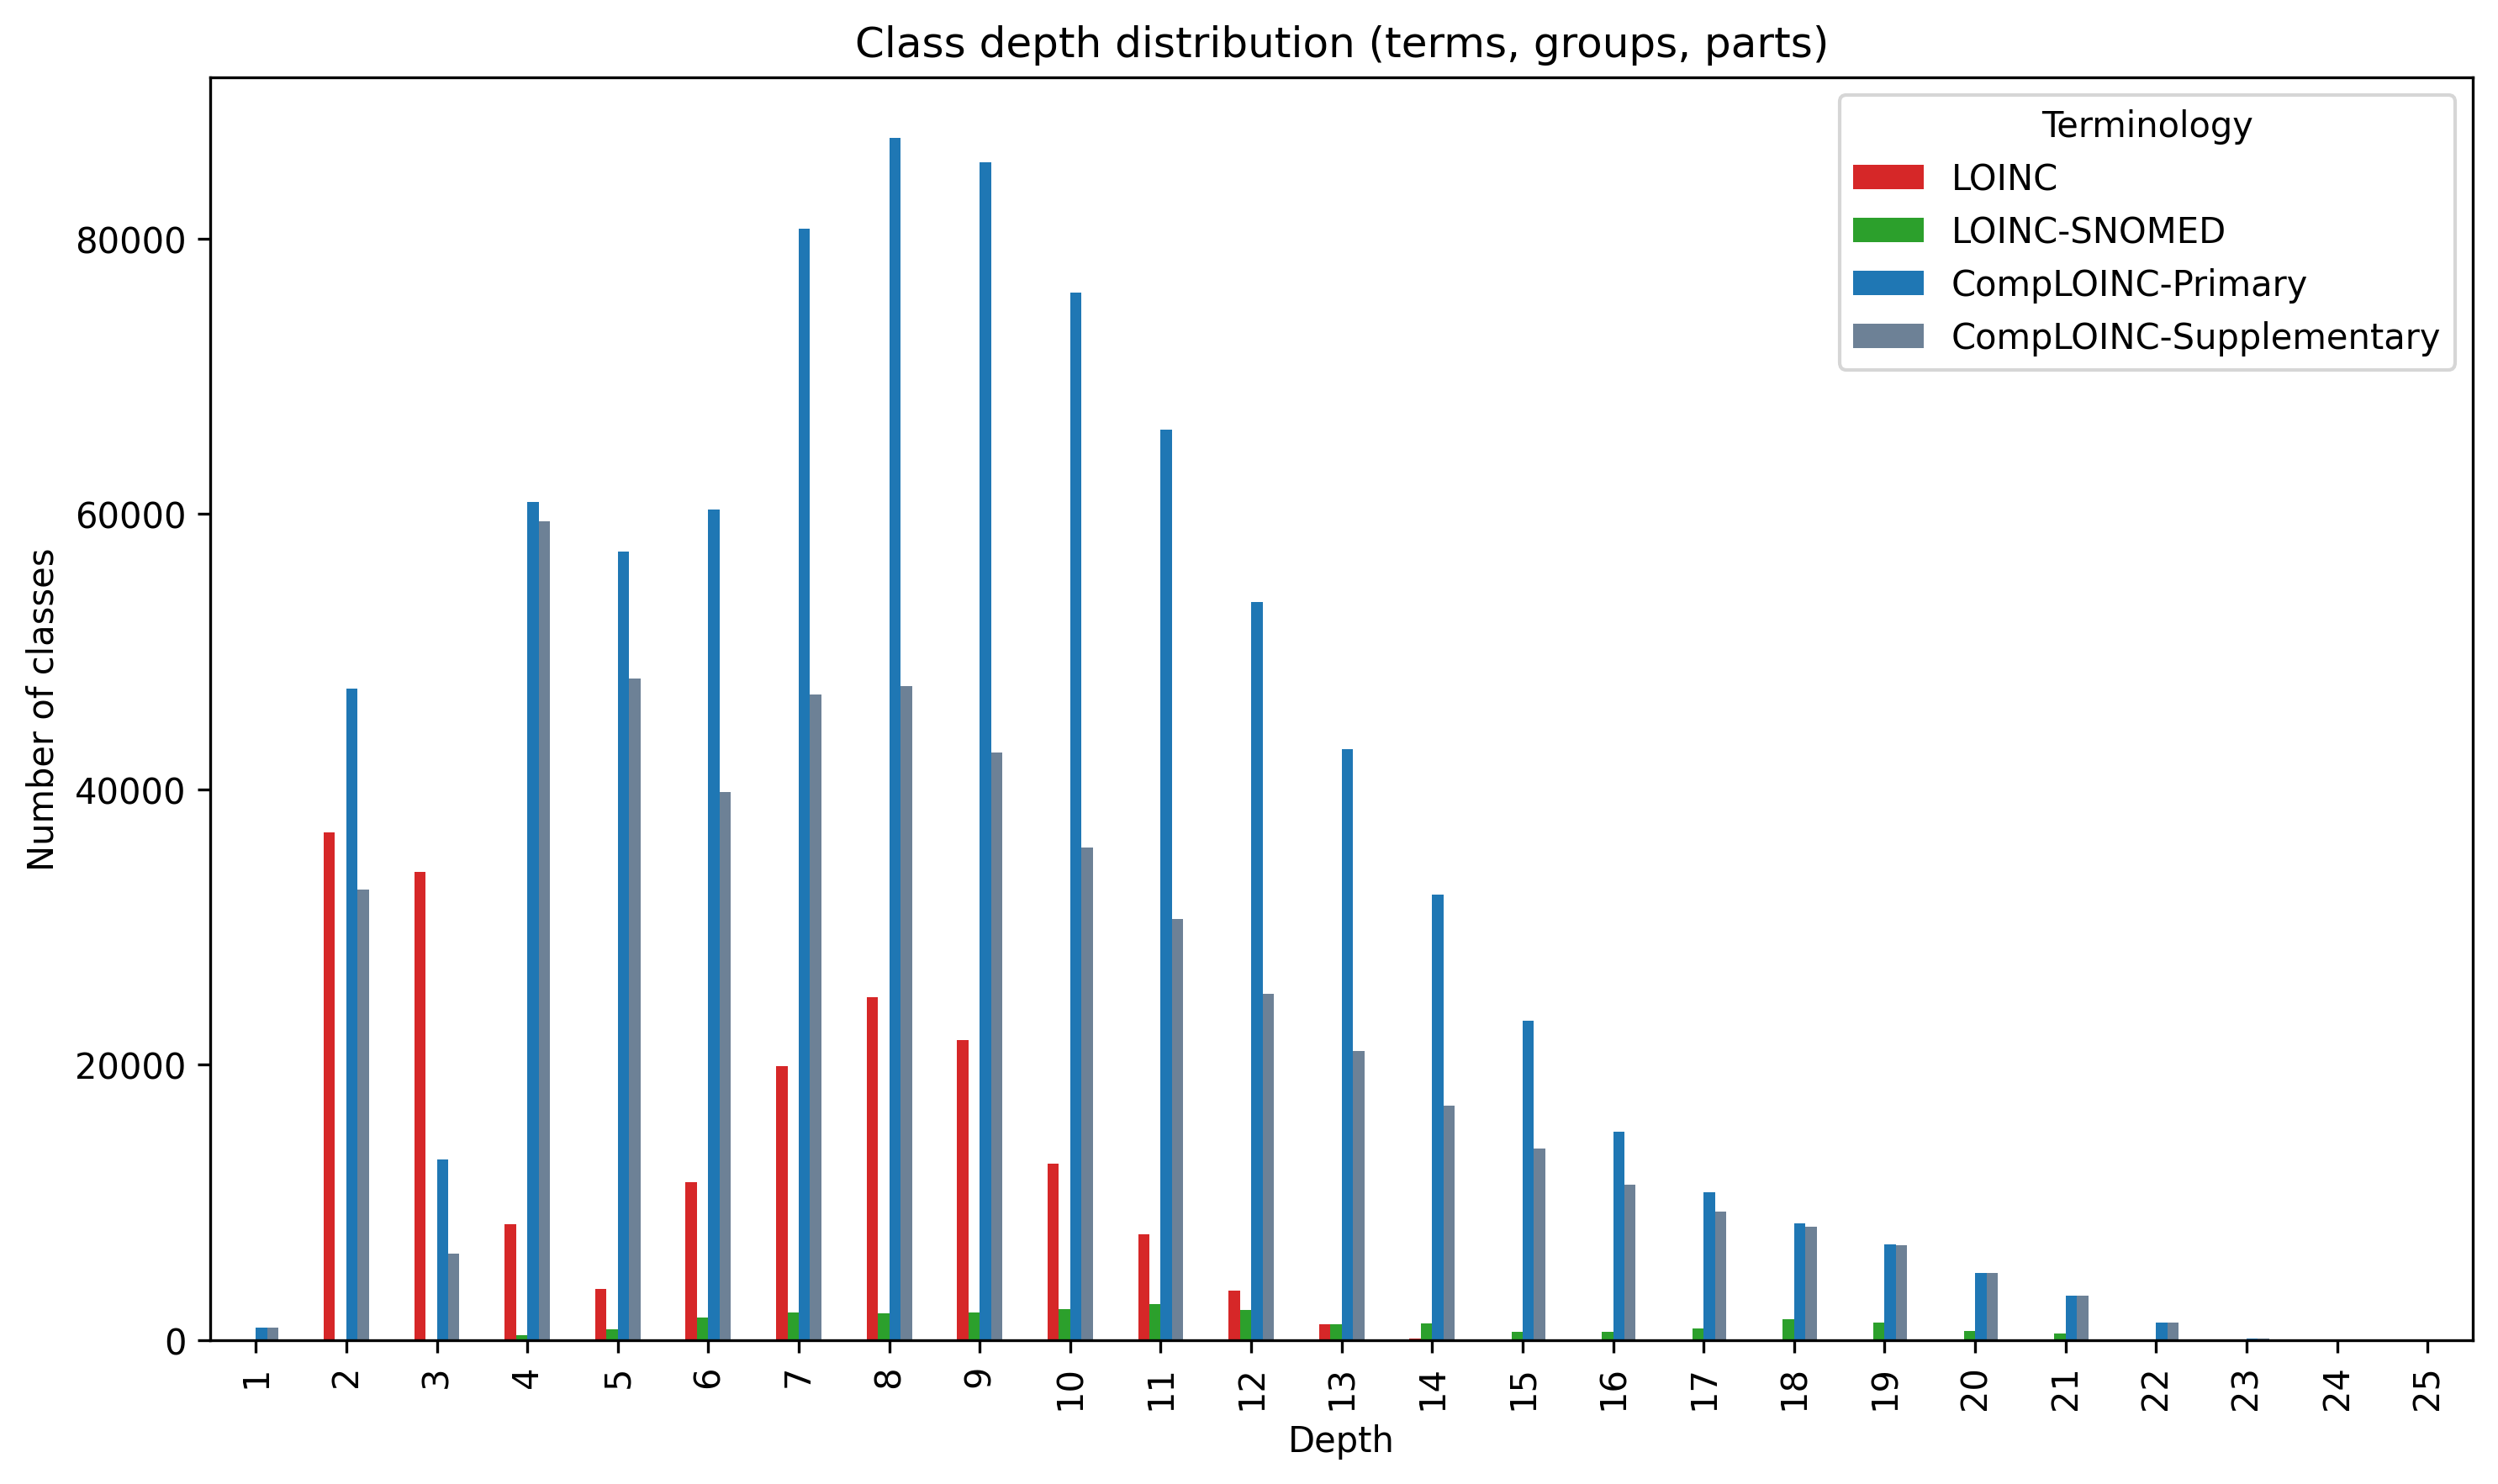 Class depth distribution (terms, groups, parts)
Terminology
LOINC
LOINC-SNOMED
CompLOINC-Primary
CompLOINC-Supplementary
Number of classes
80000
60000
40000
20000
0
1 2 3 4 5 6 7 8 9 10 11 12 13 14 15 16 17 18 19 20 21 22 23 24 25
Depth